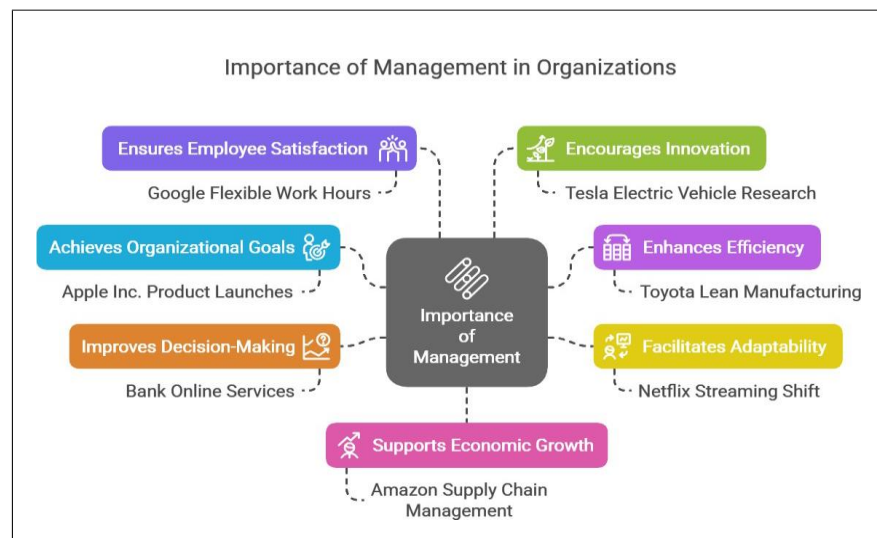 Importance of Management in Organizations
Ensures Employee Satisfaction
Google Flexible Work Hours
Encourages Innovation
Tesla Electric Vehicle Research
Achieves Organizational Goals
Apple Inc. Product Launches
Enhances Efficiency
Toyota Lean Manufacturing
Importance
of
Management
Improves Decision-Making
Bank Online Services
Facilitates Adaptability
Netflix Streaming Shift
Supports Economic Growth
Amazon Supply Chain
Management